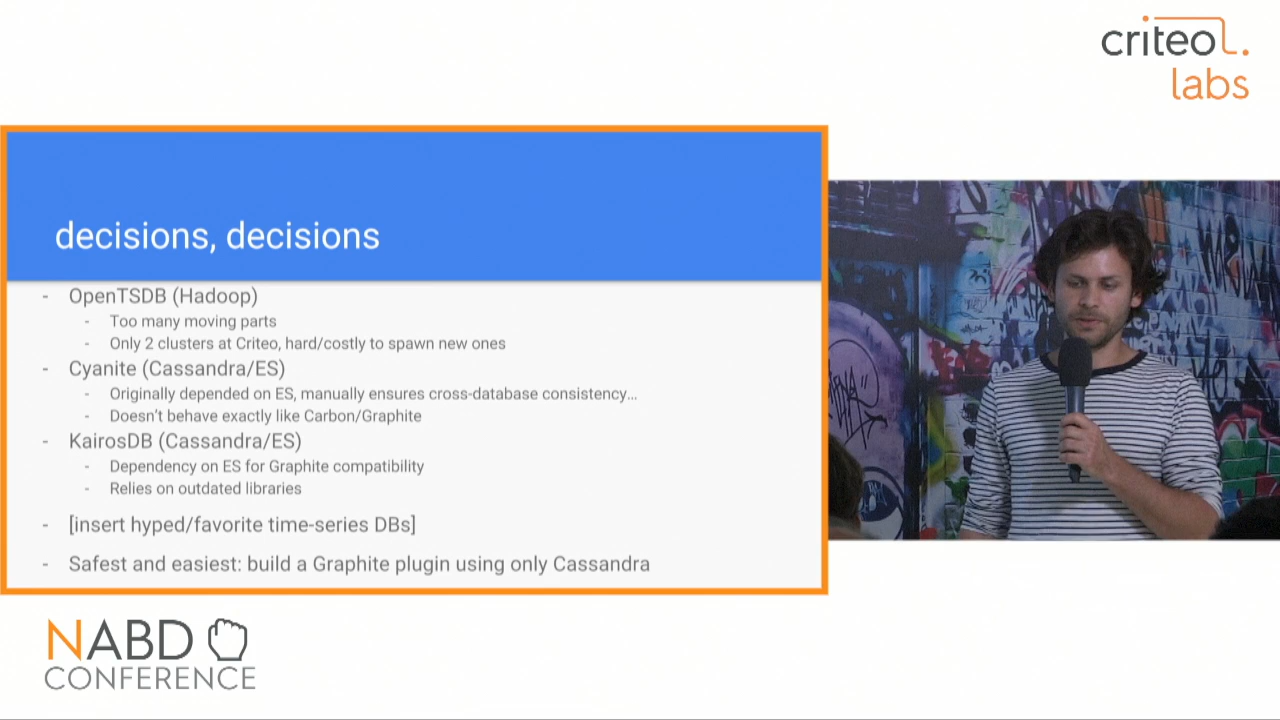 criteo.
labs
decisions, decisions
- OpenTSDB (Hadoop)
- Too many moving parts
- Only 2 clusters at Criteo, hard/costly to spawn new ones
- Cyanite (Cassandra/ES)
- Originally depended on ES, manually ensures cross-database consistency...
- Doesn't behave exactly like Carbon/Graphite
- KairosDB (Cassandra/ES)
- Dependency on ES for Graphite compatibility
- Relies on outdated libraries
- [insert hyped/favorite time-series DBs]
- Safest and easiest: build a Graphite plugin using only Cassandra
NABD
CONFERENCE